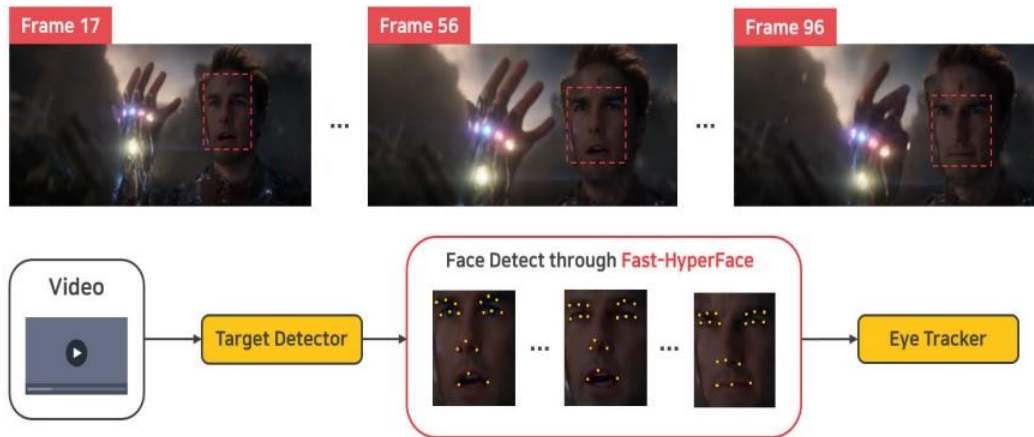 Frame 17
Frame 56
Frame 96
...
...
Video
Target Detector
Face Detect through Fast-HyperFace
...
...
Eye Tracker